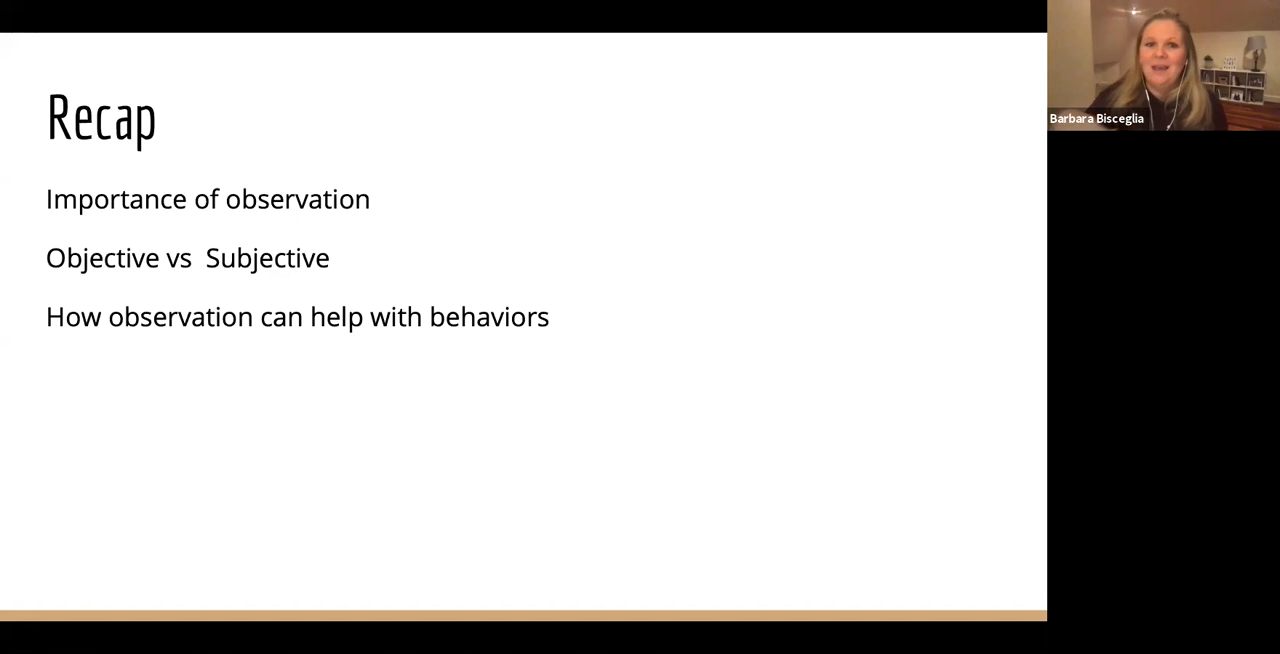 Recap
Importance of observation
Objective vs  Subjective
How observation can help with behaviors
Barbara Bisceglia